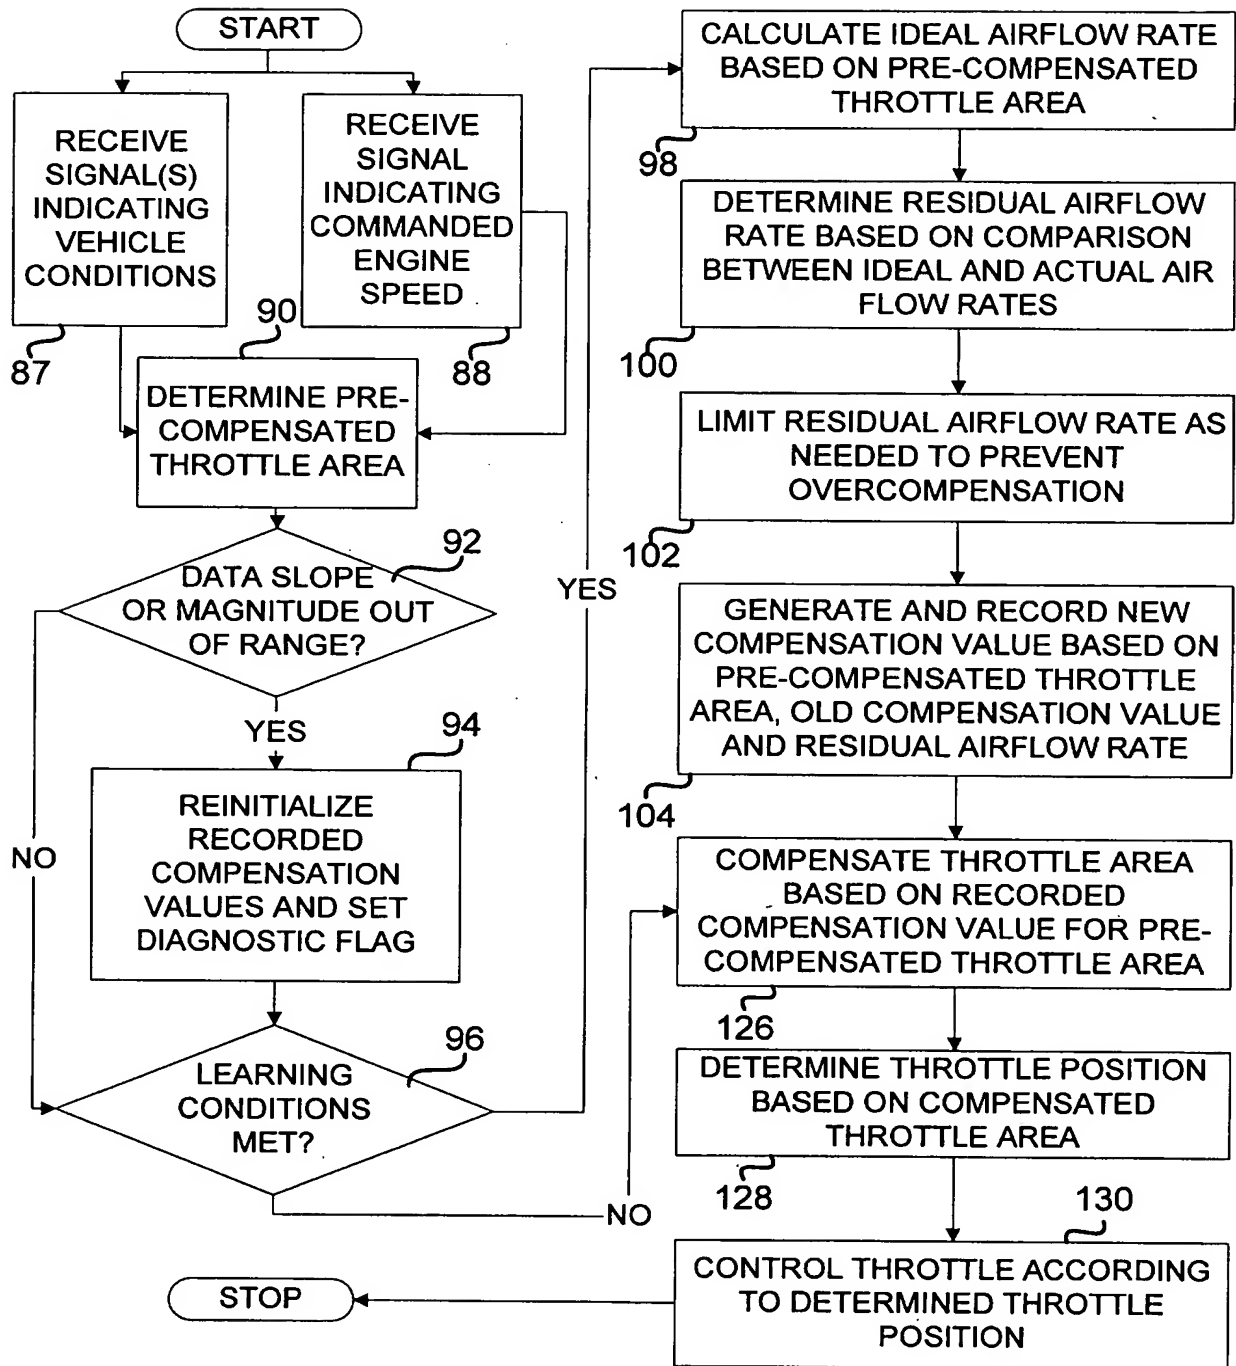 START
RECEIVE
SIGNAL(S)
INDICATING
VEHICLE
CONDITIONS
87
RECEIVE
SIGNAL
INDICATING
COMMANDED
ENGINE
SPEED
88
90
DETERMINE PRE-
COMPENSATED
THROTTLE AREA
92
DATA SLOPE
OR MAGNITUDE OUT
OF RANGE?
YES
NO
94
REINITIALIZE
RECORDED
COMPENSATION
VALUES AND SET
DIAGNOSTIC FLAG
96
LEARNING
CONDITIONS
MET?
YES
NO
CALCULATE IDEAL AIRFLOW RATE
BASED ON PRE-COMPENSATED
THROTTLE AREA
98
DETERMINE RESIDUAL AIRFLOW
RATE BASED ON COMPARISON
BETWEEN IDEAL AND ACTUAL AIR
FLOW RATES
100
LIMIT RESIDUAL AIRFLOW RATE AS
NEEDED TO PREVENT
OVERCOMPENSATION
102
GENERATE AND RECORD NEW
COMPENSATION VALUE BASED ON
PRE-COMPENSATED THROTTLE
AREA, OLD COMPENSATION VALUE
AND RESIDUAL AIRFLOW RATE
104
COMPENSATE THROTTLE AREA
BASED ON RECORDED
COMPENSATION VALUE FOR PRE-
COMPENSATED THROTTLE AREA
126
DETERMINE THROTTLE POSITION
BASED ON COMPENSATED
THROTTLE AREA
128
130
CONTROL THROTTLE ACCORDING
TO DETERMINED THROTTLE
POSITION
STOP